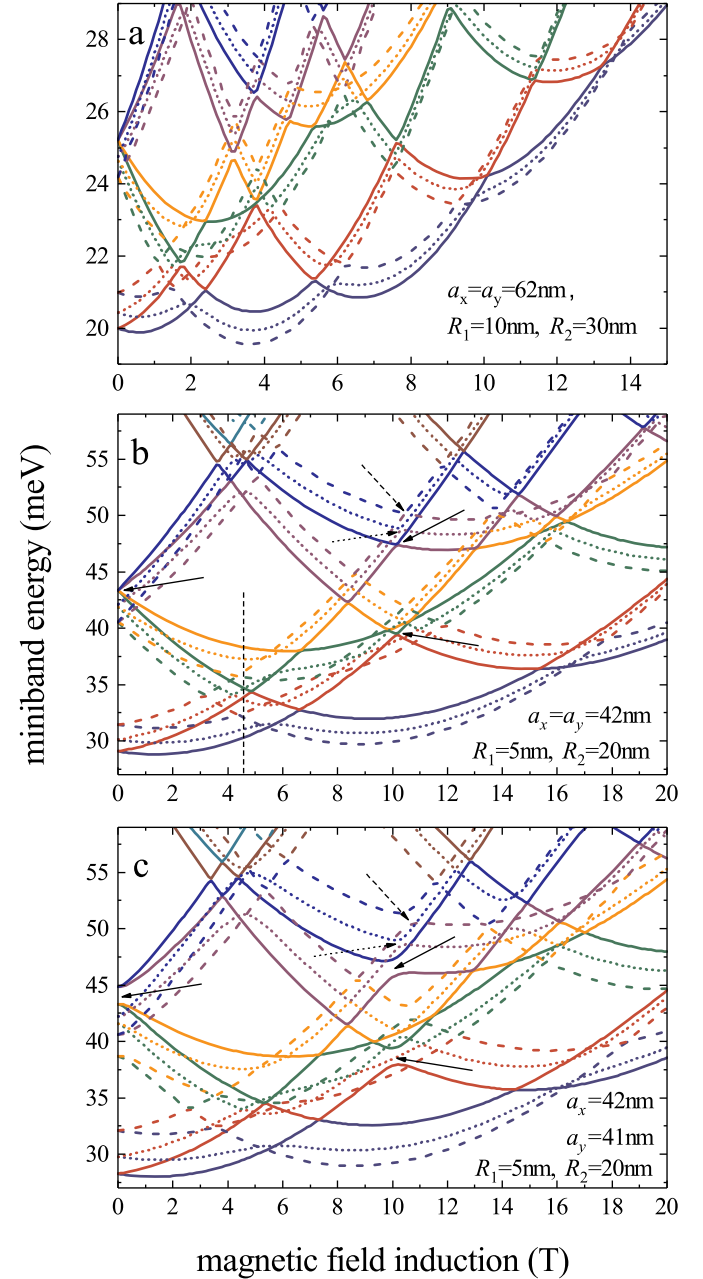 a
28
26
24
22
20
aₓ=a_y=62nm,
R₁=10nm, R₂=30nm
0 2 4 6 8 10 12 14
miniband energy (meV)
b
55
50
45
40
35
30
aₓ=a_y=42nm
R₁=5nm, R₂=20nm
0 2 4 6 8 10 12 14 16 18 20
c
55
50
45
40
35
30
aₓ=42nm
a_y=41nm
R₁=5nm, R₂=20nm
0 2 4 6 8 10 12 14 16 18 20
magnetic field induction (T)